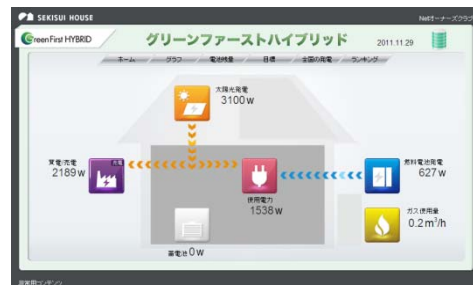 SEKISUI HOUSE
Netオーナーズクラブ
GreenFirst HYBRID
グリーンファーストハイブリッド
2011.11.29
ホーム
グラフ
電池残量
目標
全国の発電
ランキング
太陽光発電
3100w
買電/売電
2189w
売電
使用電力
1538w
燃料電池発電
627w
ガス使用量
0.2m³/h
蓄電池 0w